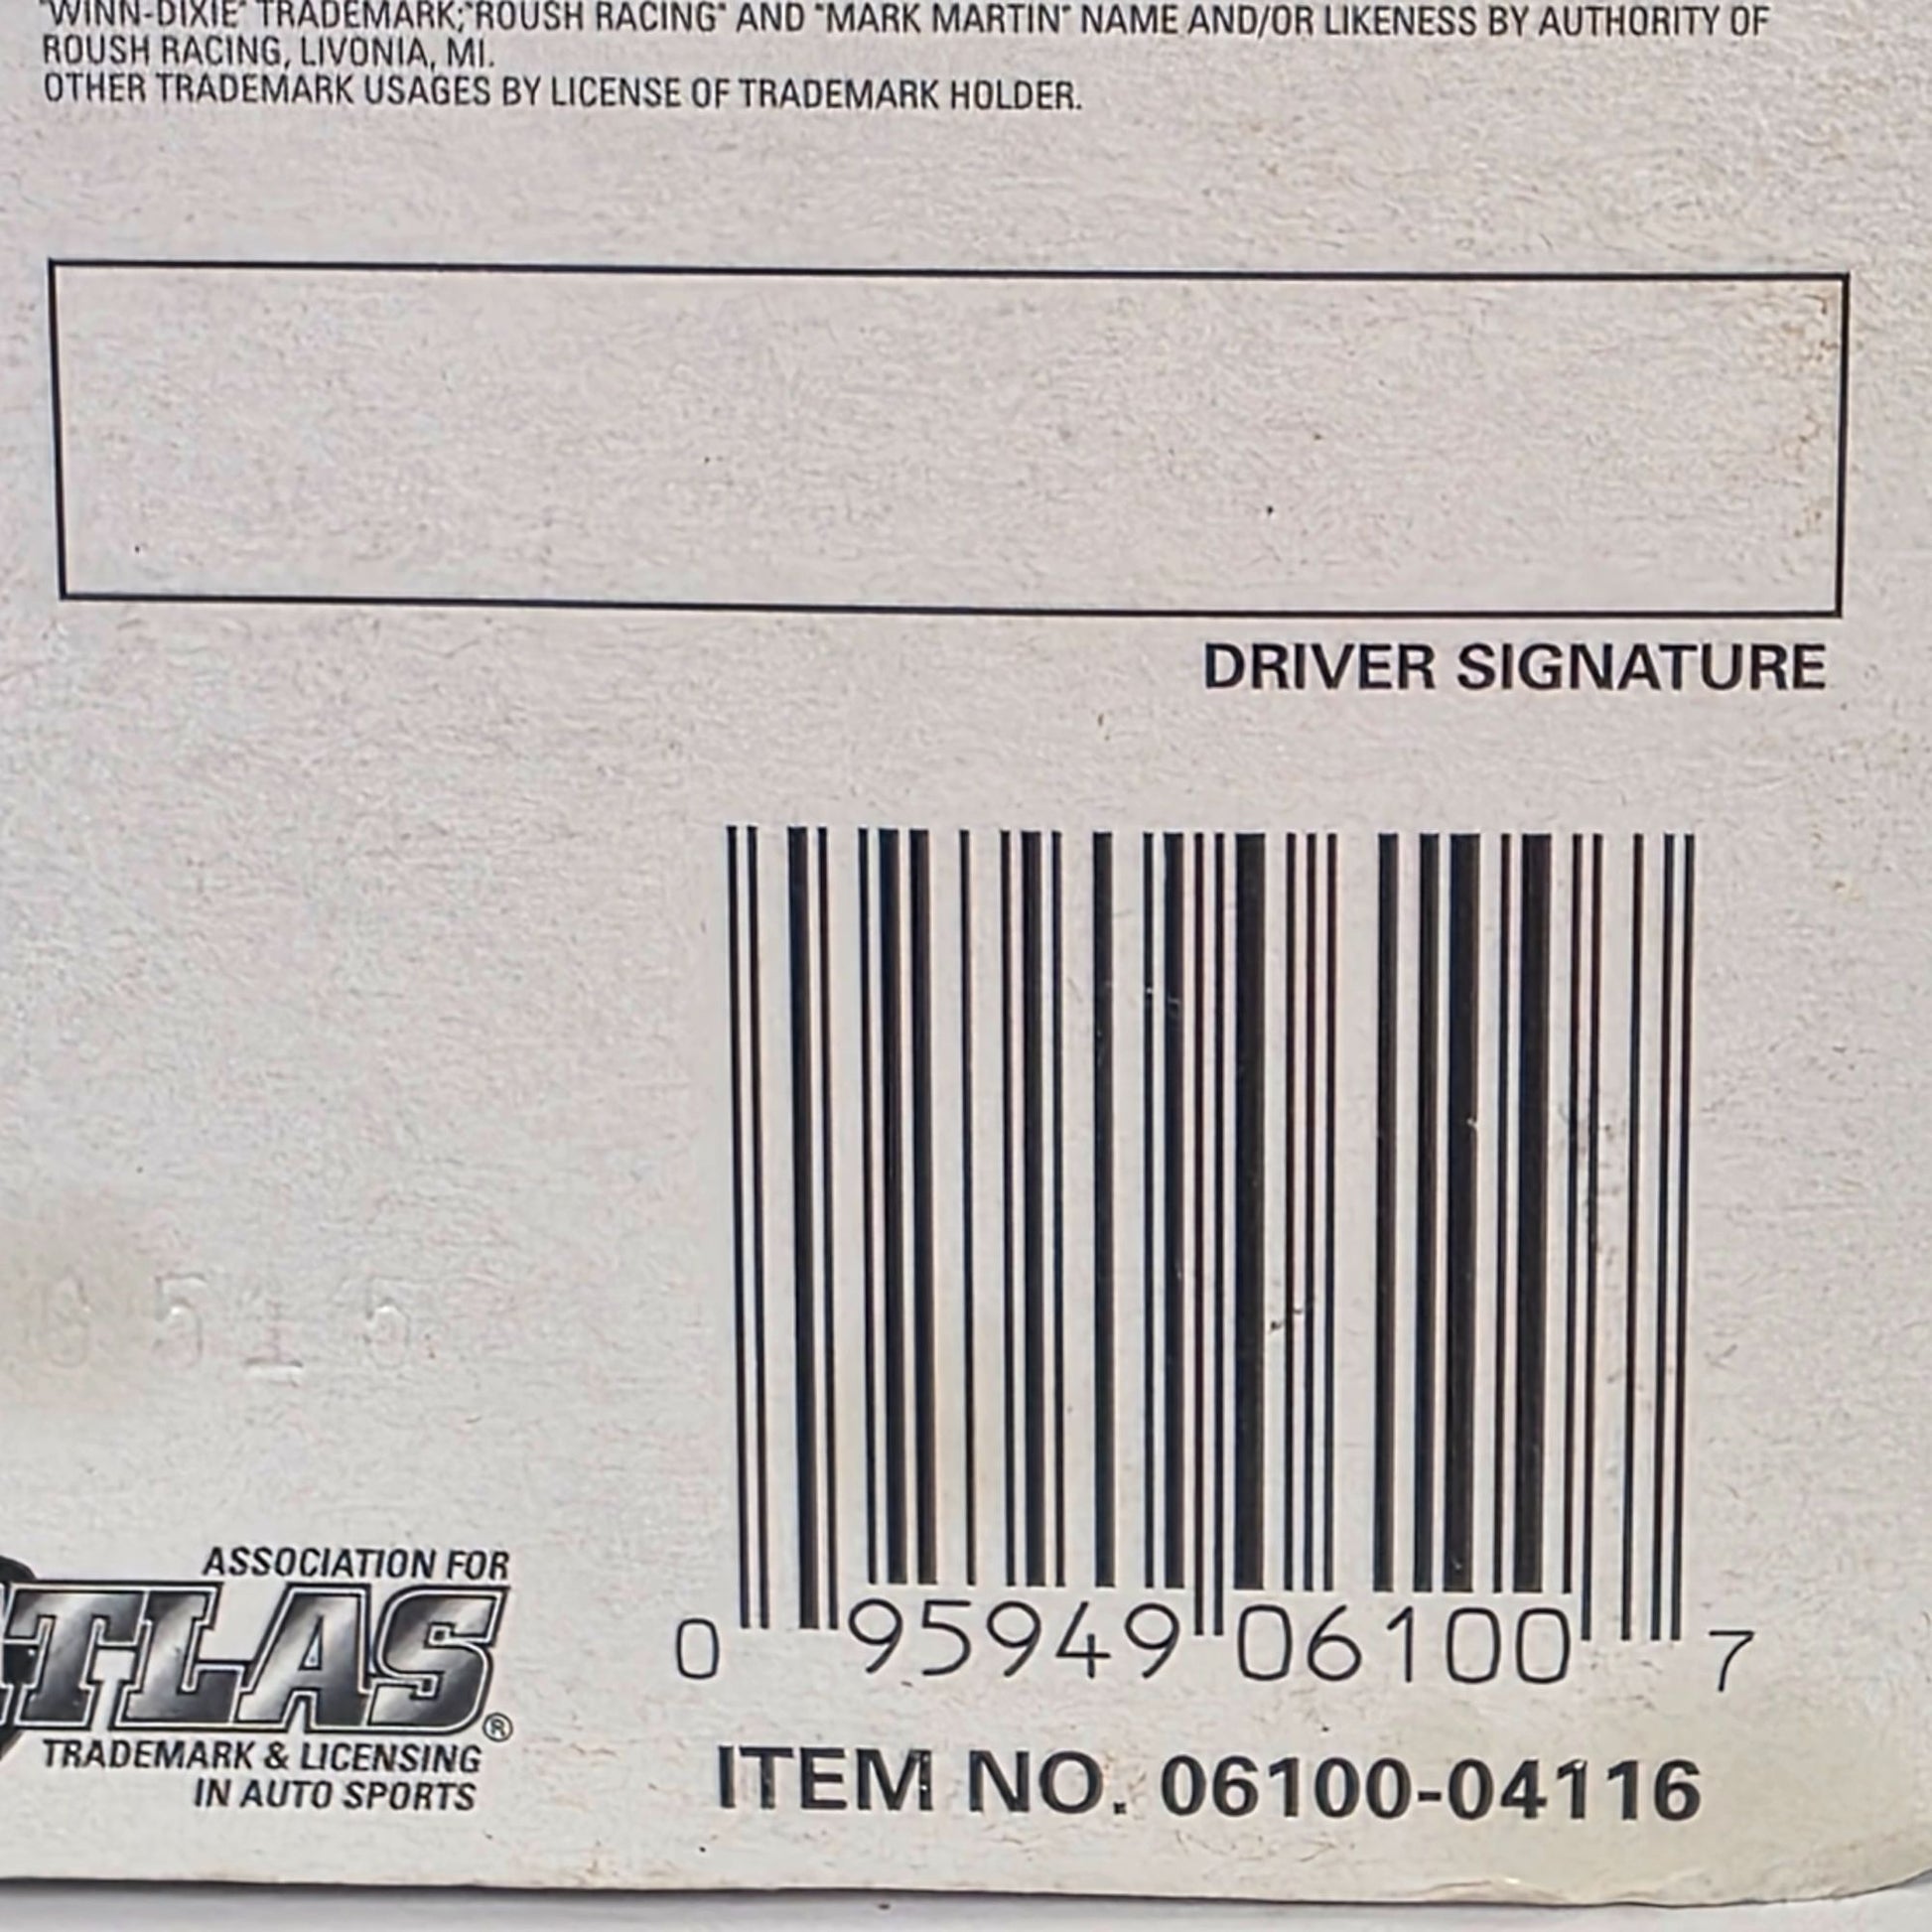 "WINN-DIXIE" TRADEMARK;"ROUSH RACING" AND "MARK MARTIN" NAME AND/OR LIKENESS BY AUTHORITY OF
ROUSH RACING, LIVONIA, MI.
OTHER TRADEMARK USAGES BY LICENSE OF TRADEMARK HOLDER.
DRIVER SIGNATURE
0 95949 06100 7
ITEM NO. 06100-04116
ASSOCIATION FOR
TLAS®
TRADEMARK & LICENSING
IN AUTO SPORTS